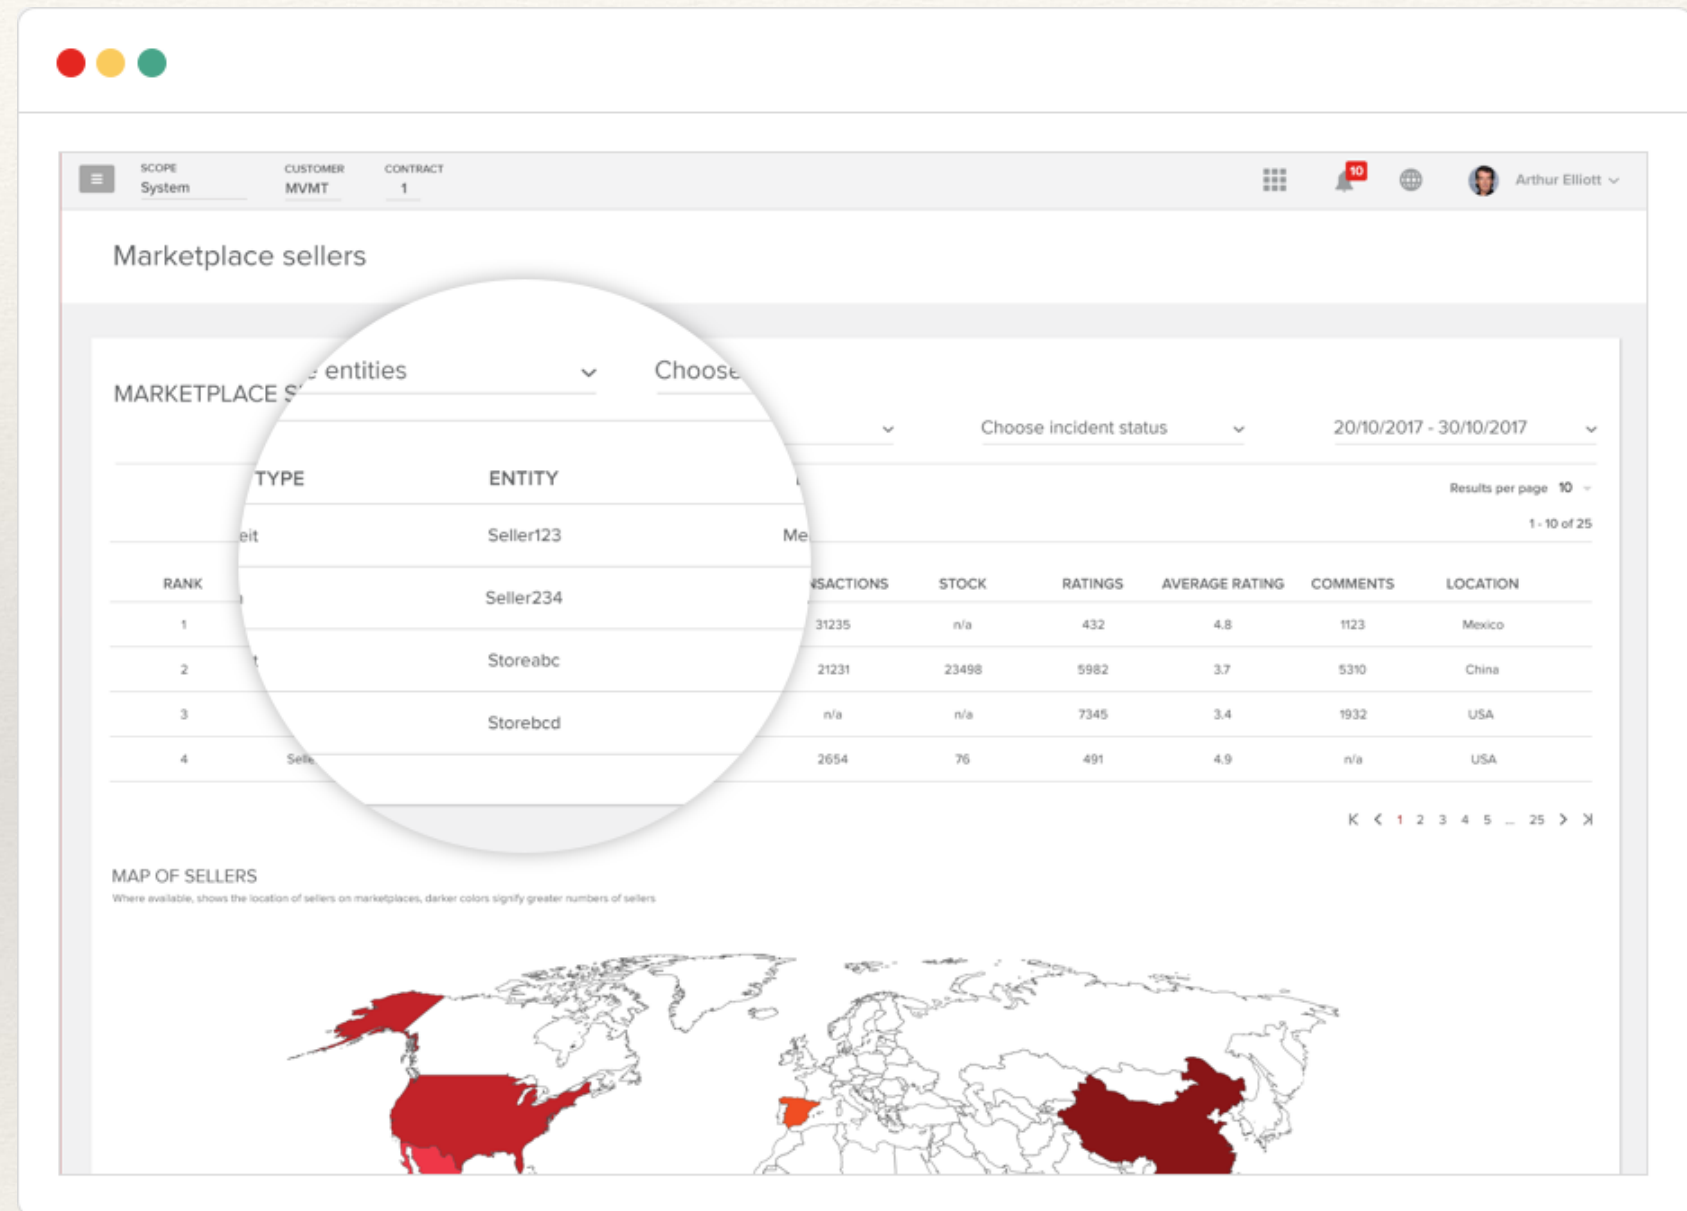 SCOPE CUSTOMER CONTRACT
System MVMT 1 10 Arthur Elliott
Marketplace sellers
entities Choose
MARKETPLACE
Choose incident status 20/10/2017 - 30/10/2017
TYPE ENTITY
Results per page 10
1 - 10 of 25
Seller123
RANK STOCK RATINGS AVERAGE RATING COMMENTS LOCATION
Seller234
1 31235 n/a 432 4.8 1123 Mexico
Storeabc
2 21231 23498 5982 3.7 5310 China
Storebcd
3 n/a n/a 7345 3.4 1932 USA
4 2654 76 491 4.9 n/a USA
1 2 3 4 5 ... 25
MAP OF SELLERS
Where available, shows the location of sellers on marketplaces, darker colors signify greater numbers of sellers